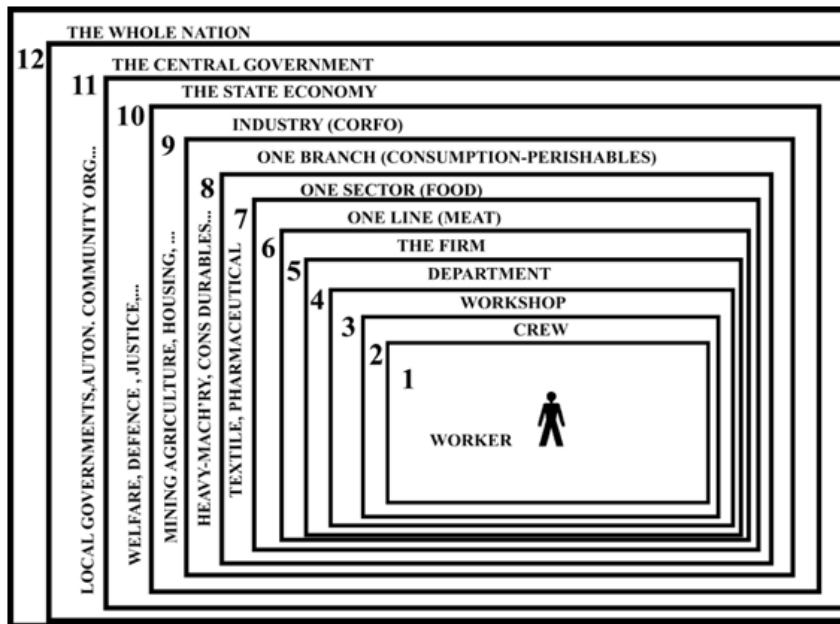 THE WHOLE NATION
12
THE CENTRAL GOVERNMENT
11
THE STATE ECONOMY
10
INDUSTRY (CORFO)
9
ONE BRANCH (CONSUMPTION-PERISHABLES)
8
ONE SECTOR (FOOD)
7
ONE LINE (MEAT)
6
THE FIRM
5
DEPARTMENT
4
WORKSHOP
3
CREW
2
1
WORKER
LOCAL GOVERNMENTS,AUTON. COMMUNITY ORG...
WELFARE, DEFENCE , JUSTICE,...
MINING AGRICULTURE, HOUSING, ...
HEAVY-MACH'RY, CONS DURABLES...
TEXTILE, PHARMACEUTICAL